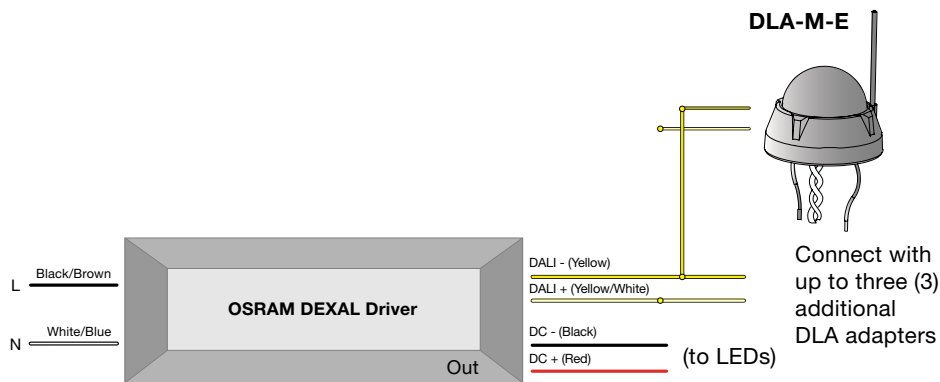 DLA-M-E
Connect with
up to three (3)
additional
DLA adapters
L
Black/Brown
N
White/Blue
OSRAM DEXAL Driver
Out
DALI - (Yellow)
DALI + (Yellow/White)
DC - (Black)
DC + (Red)
(to LEDs)